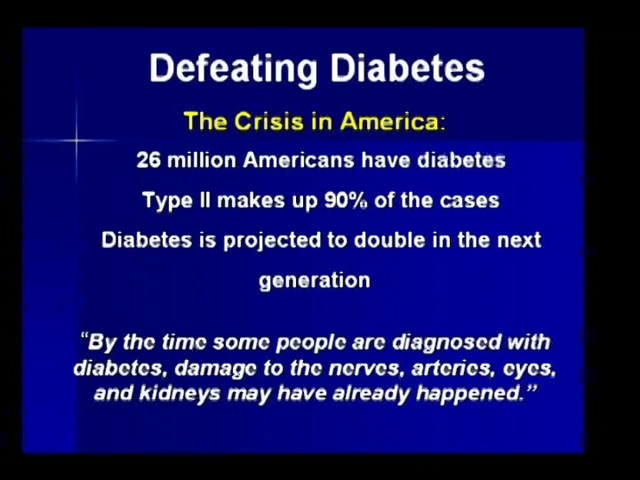 Defeating Diabetes
The Crisis in America:
26 million Americans have diabetes
Type II makes up 90% of the cases
Diabetes is projected to double in the next
generation
“By the time some people are diagnosed with
diabetes, damage to the nerves, arteries, eyes,
and kidneys may have already happened.”